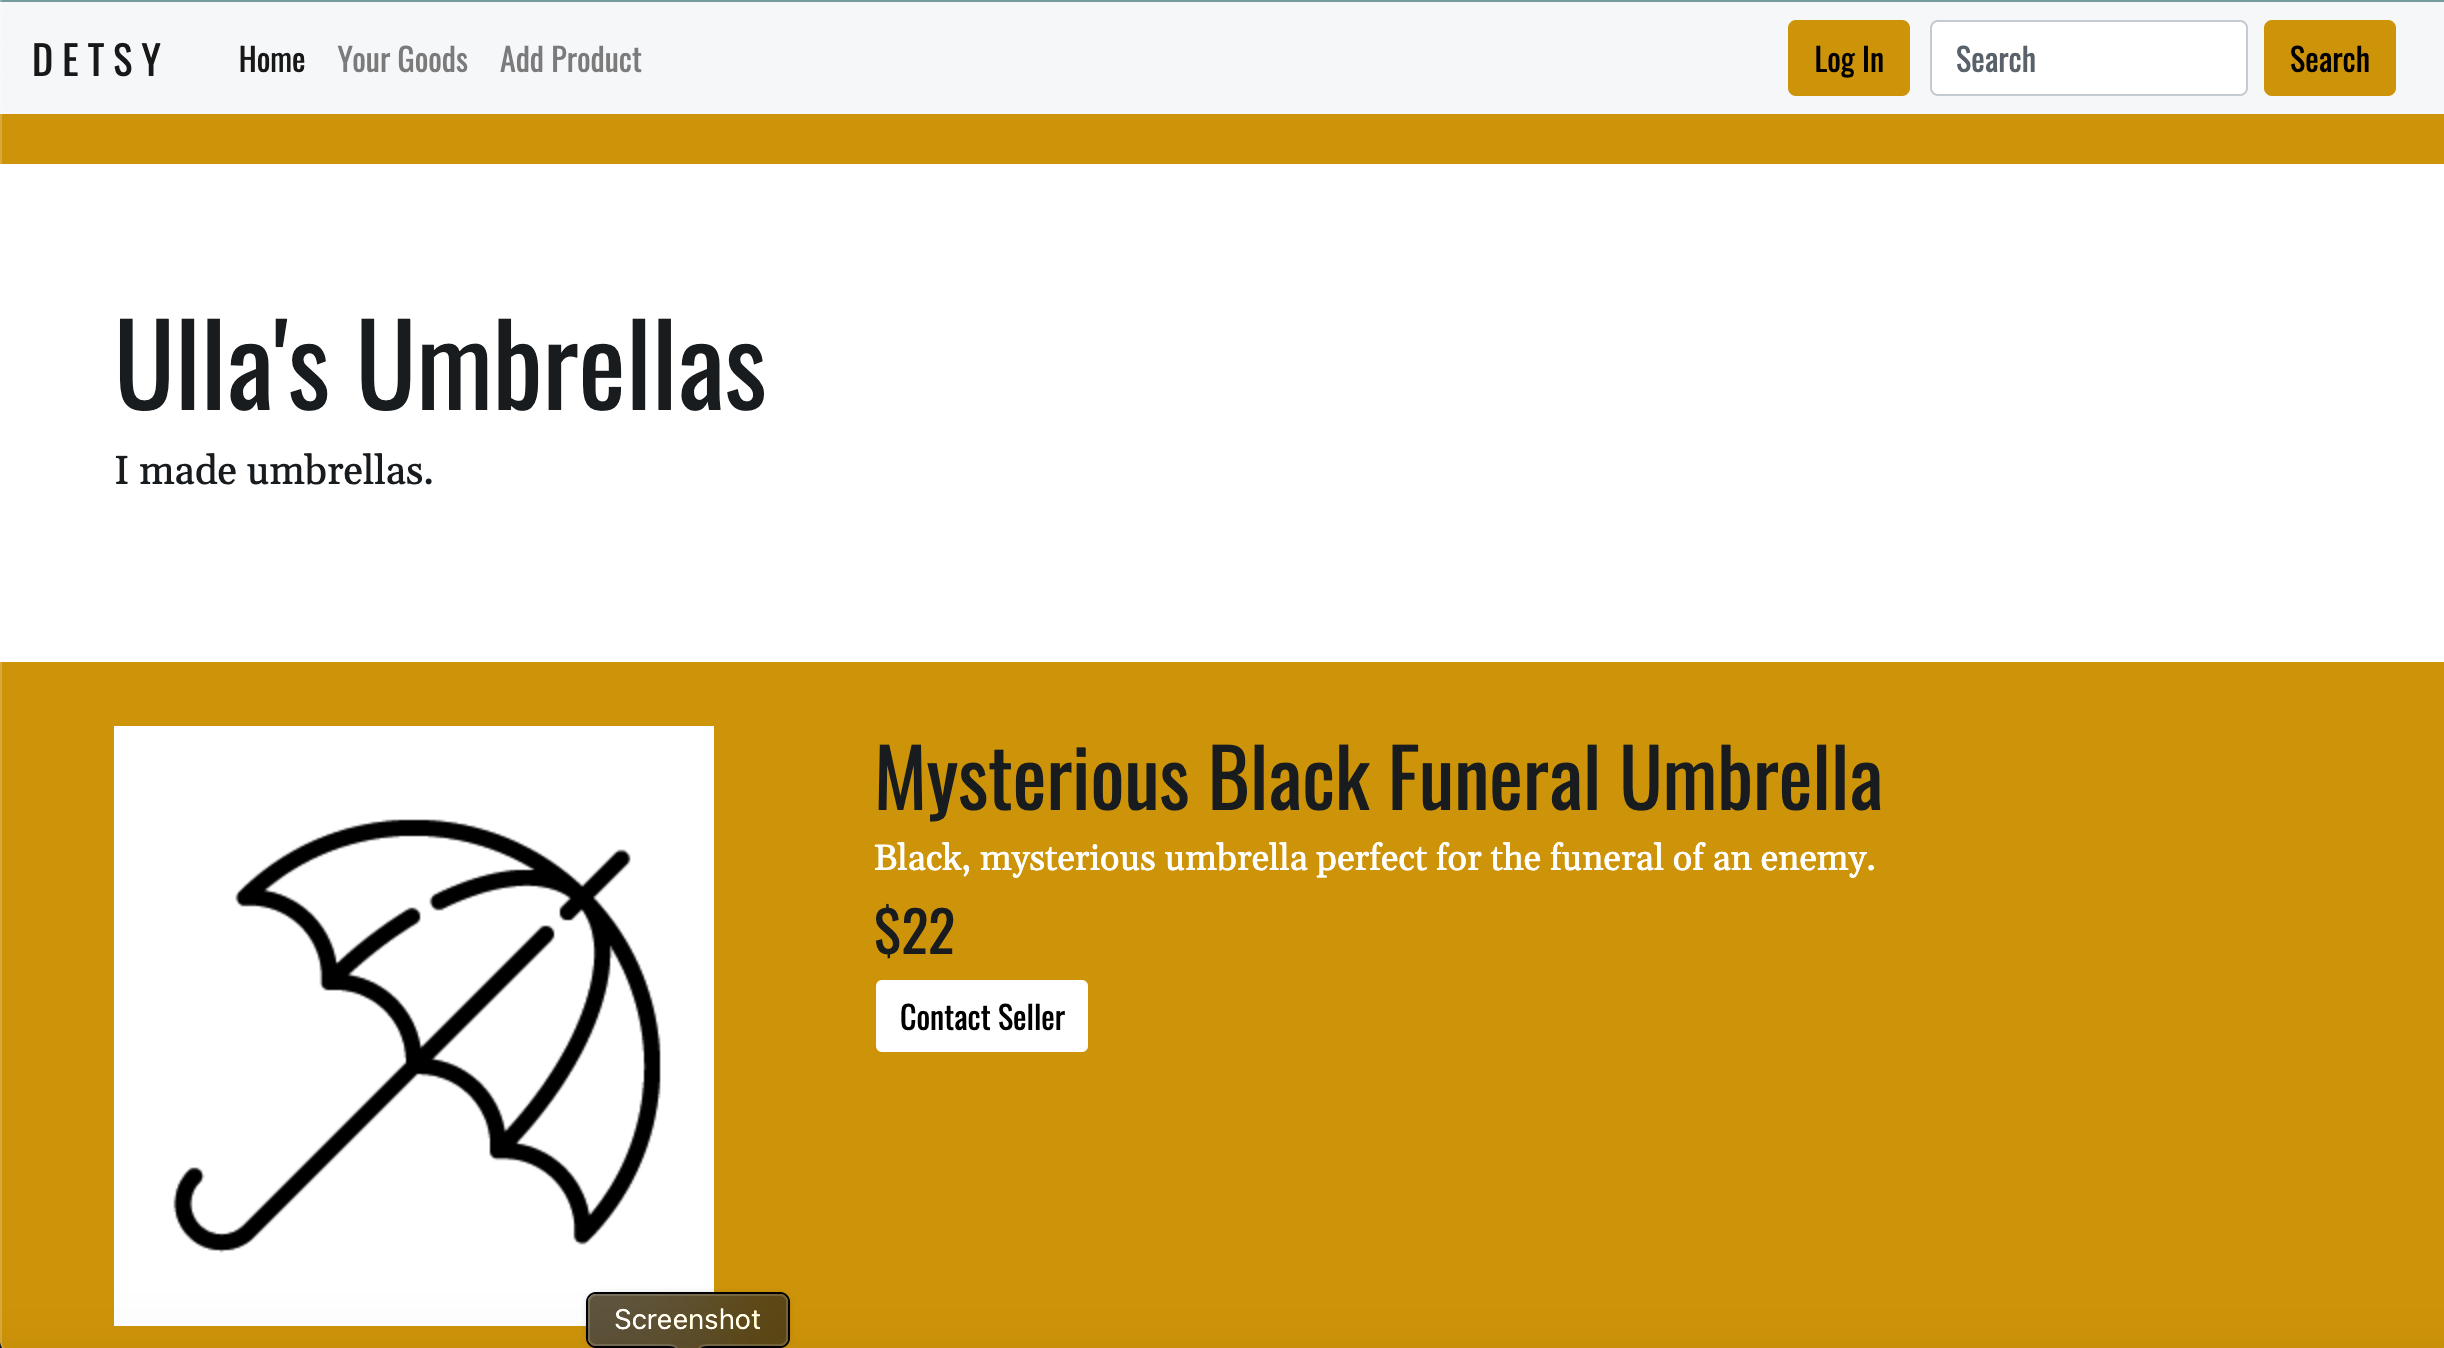 DETSY Home Your Goods Add Product Log In Search Search
Ulla's Umbrellas
I made umbrellas.
Mysterious Black Funeral Umbrella
Black, mysterious umbrella perfect for the funeral of an enemy.
$22
Contact Seller
Screenshot